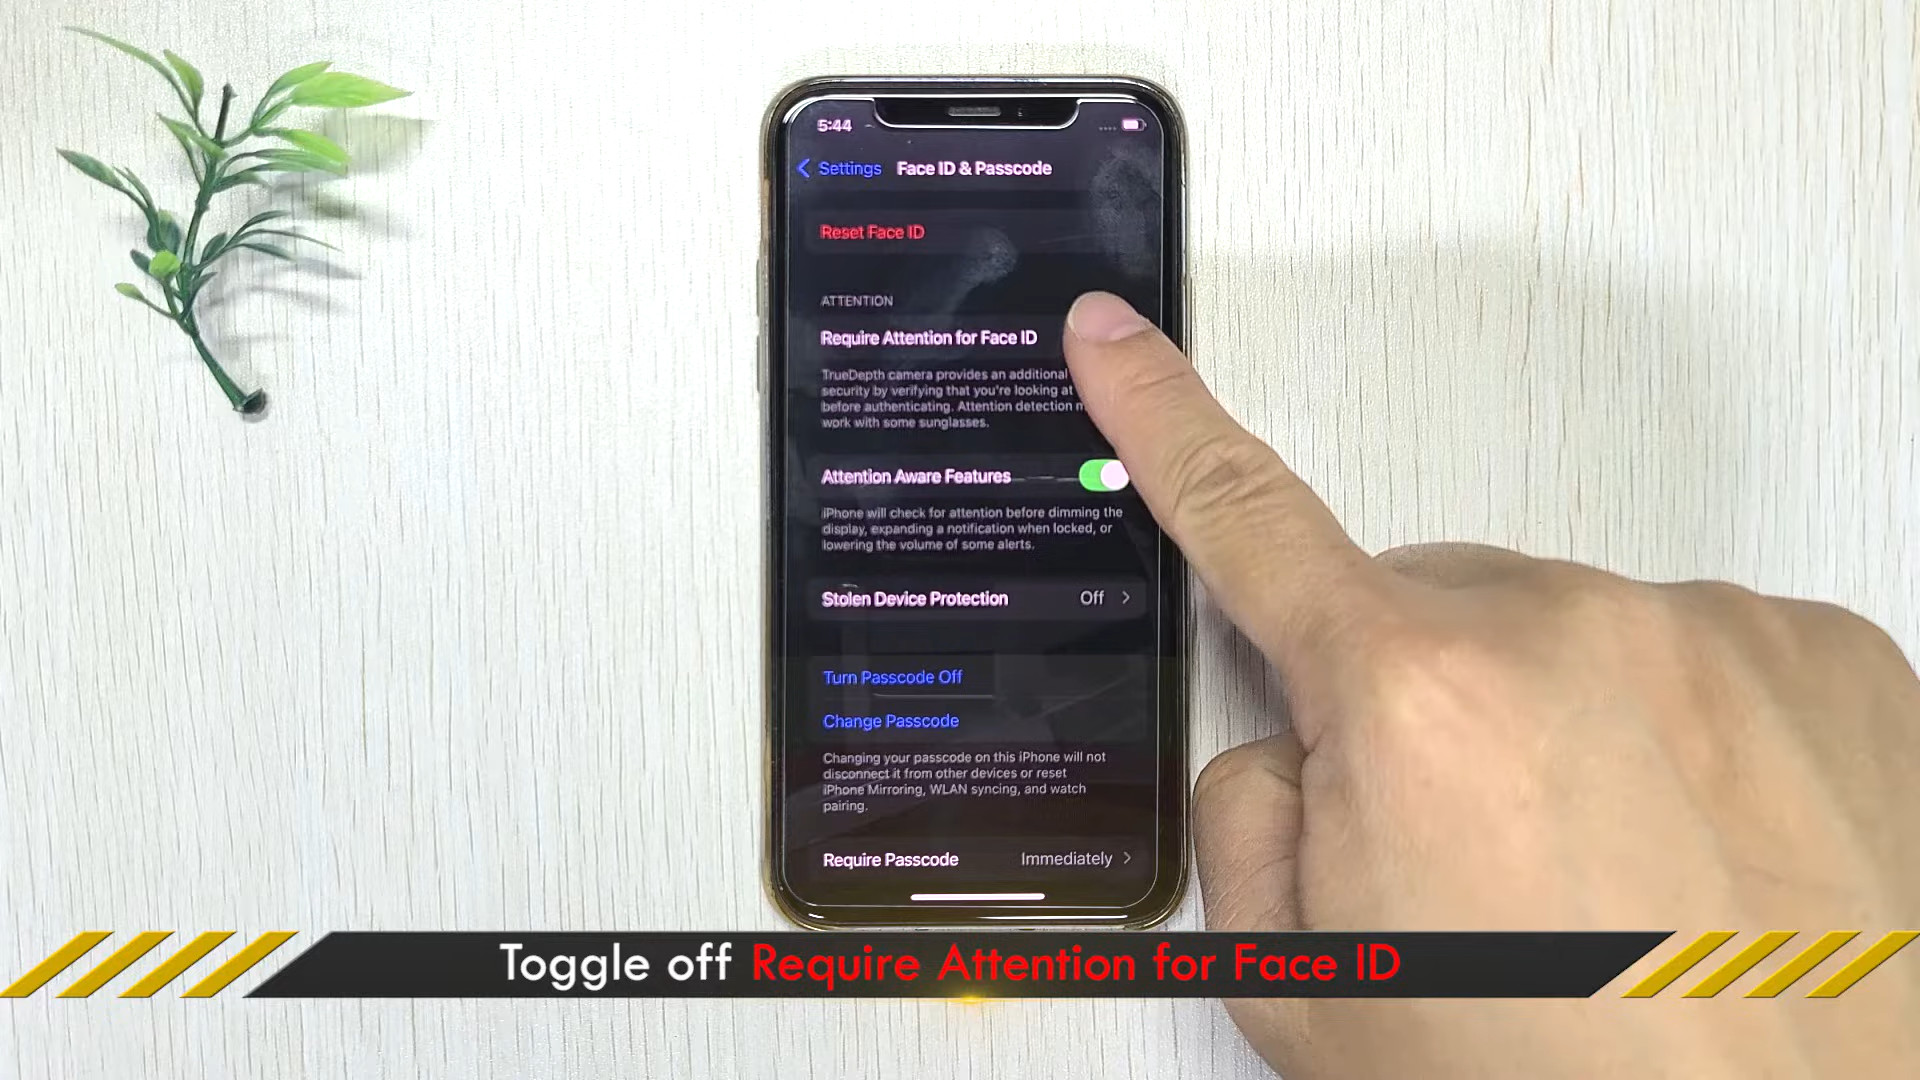 5:44
Settings Face ID & Passcode
Reset Face ID
ATTENTION
Require Attention for Face ID
TrueDepth camera provides an additional
security by verifying that you're looking at
before authenticating. Attention detection
work with some sunglasses.
Attention Aware Features
iPhone will check for attention before dimming the
display, expanding a notification when locked, or
lowering the volume of some alerts.
Stolen Device Protection Off
Turn Passcode Off
Change Passcode
Changing your passcode on this iPhone will not
disconnect it from other devices or reset
iPhone Mirroring, WLAN syncing, and watch
pairing.
Require Passcode Immediately
Toggle off Require Attention for Face ID